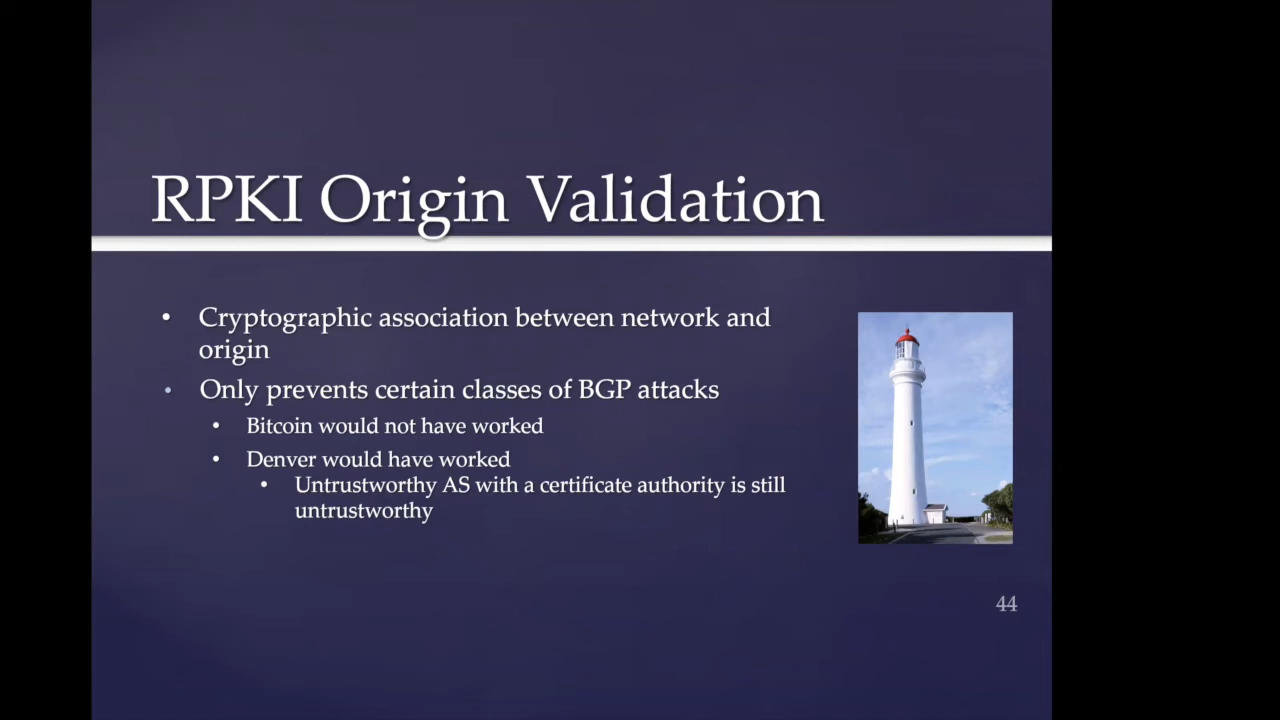 RPKI Origin Validation
• Cryptographic association between network and
origin
• Only prevents certain classes of BGP attacks
• Bitcoin would not have worked
• Denver would have worked
• Untrustworthy AS with a certificate authority is still
untrustworthy
44